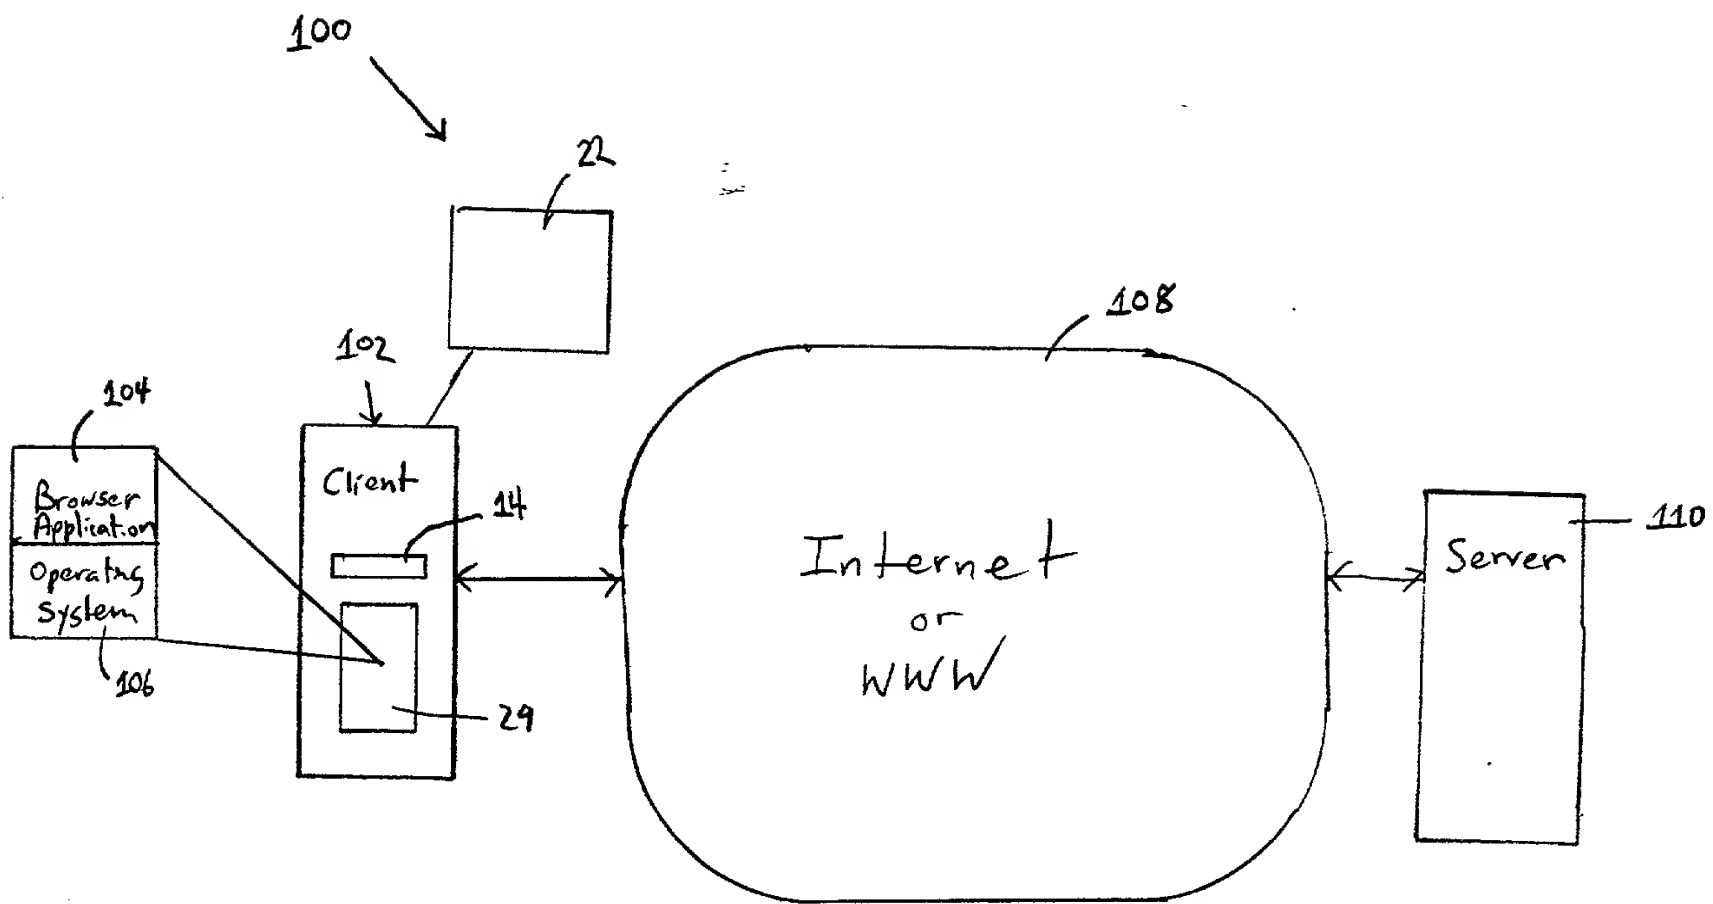 100
22
108
102
104
Client
Browser
Application
14
110
Internet
Server
Operating
System
or
106
WWW
29